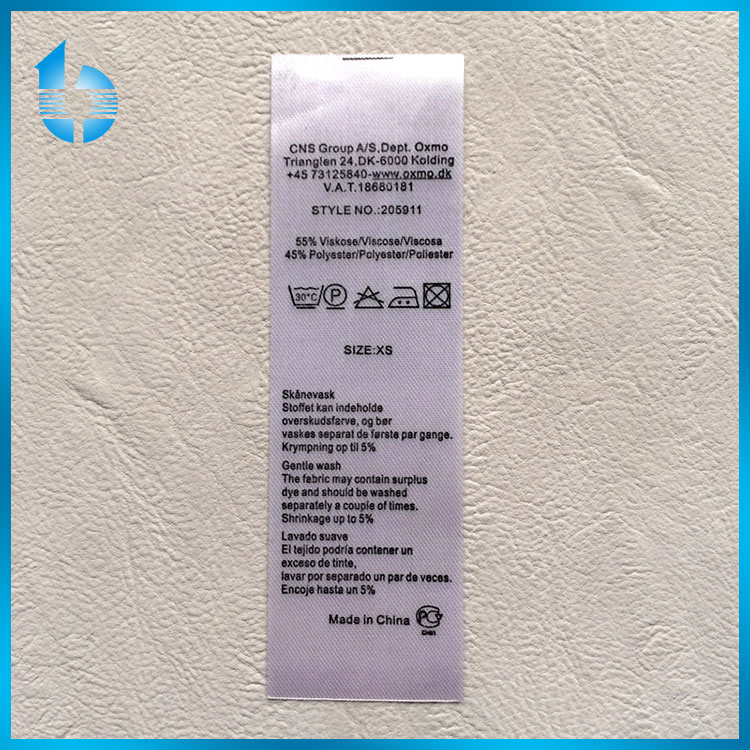 CNS Group A/S,Dept. Oxmo
Trianglen 24,DK-6000 Kolding
+45 73125840-www.oxmo.dk
V.A.T.18680181
STYLE NO.:205911
55% Viskose/Viscose/Viscosa
45% Polyester/Polyester/Poliester
30°C P
SIZE:XS
Skånevask
Stoffet kan indeholde
overskudsfarve, og bør
vaskes separat de første par gange.
Krympning op til 5%
Gentle wash
The fabric may contain surplus
dye and should be washed
separately a couple of times.
Shrinkage up to 5%
Lavado suave
El tejido podría contener un
exceso de tinte,
lavar por separado un par de veces.
Encoje hasta un 5%
Made in China